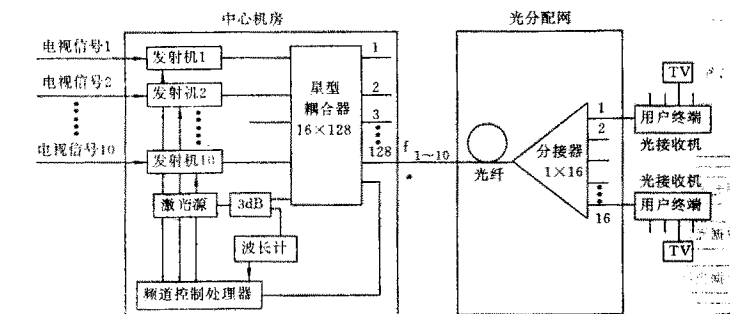 中心机房
光分配网
电视信号1
发射机1
电视信号2
发射机2
电视信号10
发射机10
星型
耦合器
16×128
1
2
3
128
f 1~10
激光源
3dB
波长计
频道控制处理器
光纤
分接器
1×16
1
2
16
TV
用户终端
光接收机
光接收机
用户终端
TV